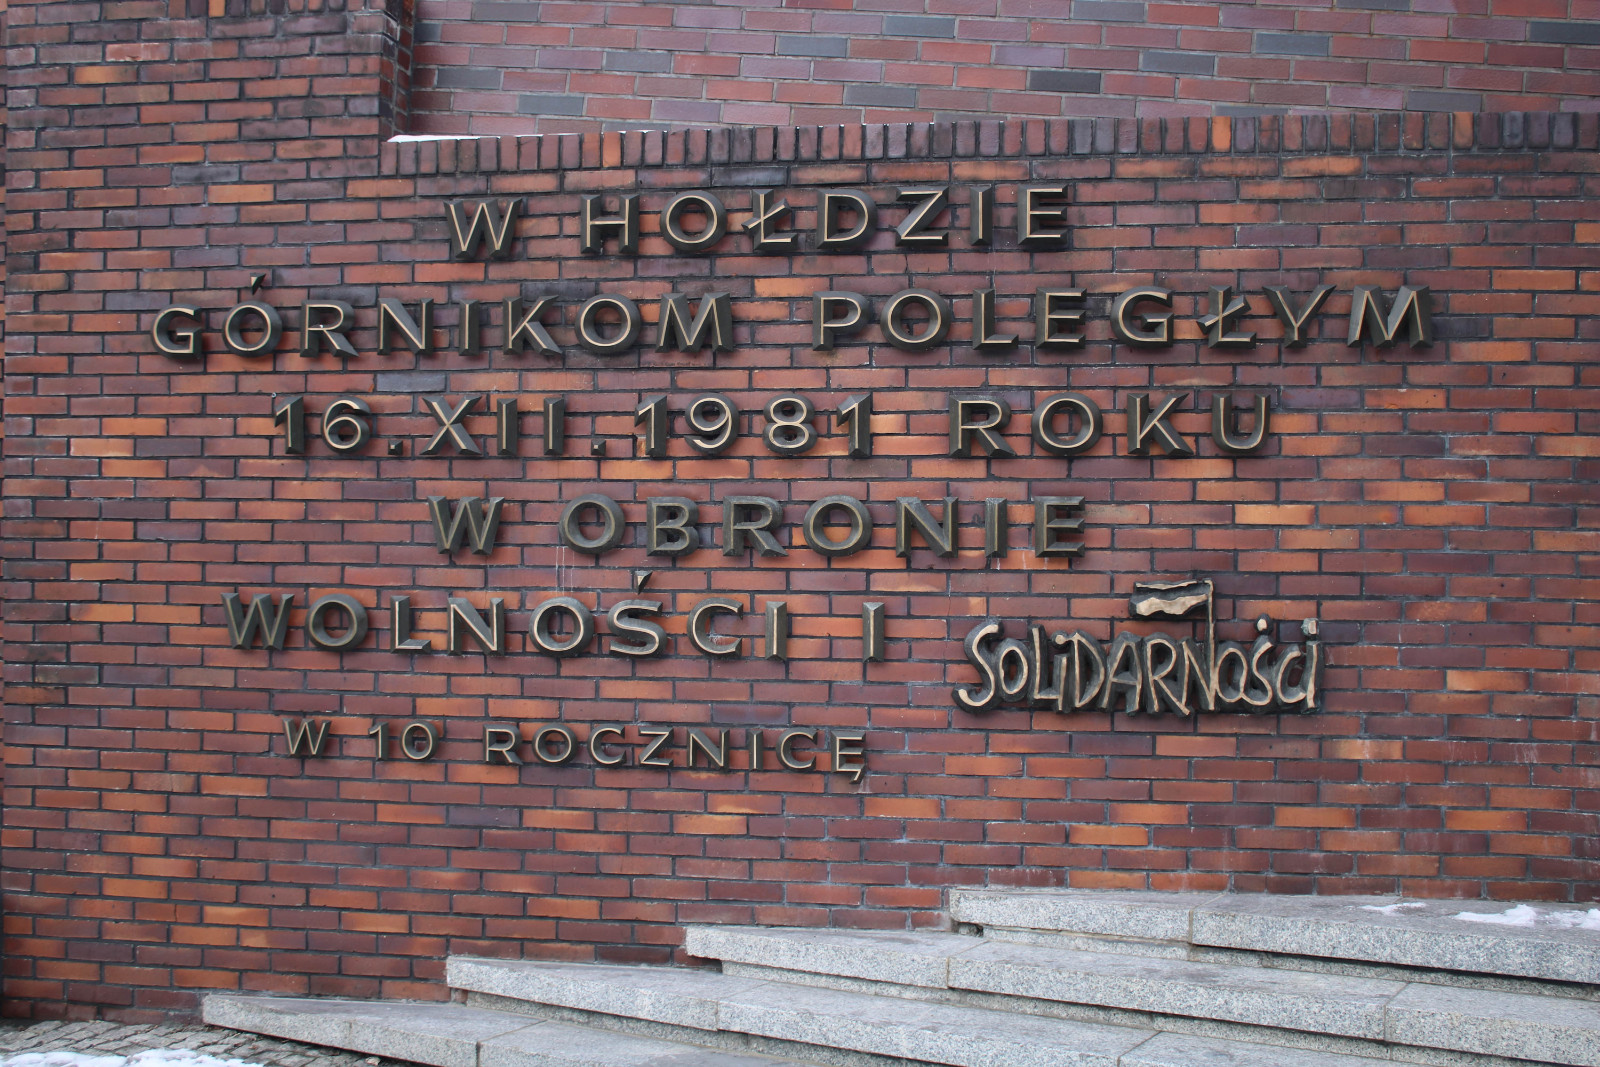 W HOŁDZIE
GÓRNIKOM POLEGŁYM
16.XII.1981 ROKU
W OBRONIE
WOLNOŚCI I SOLiDARNOŚCi
W 10 ROCZNICĘ